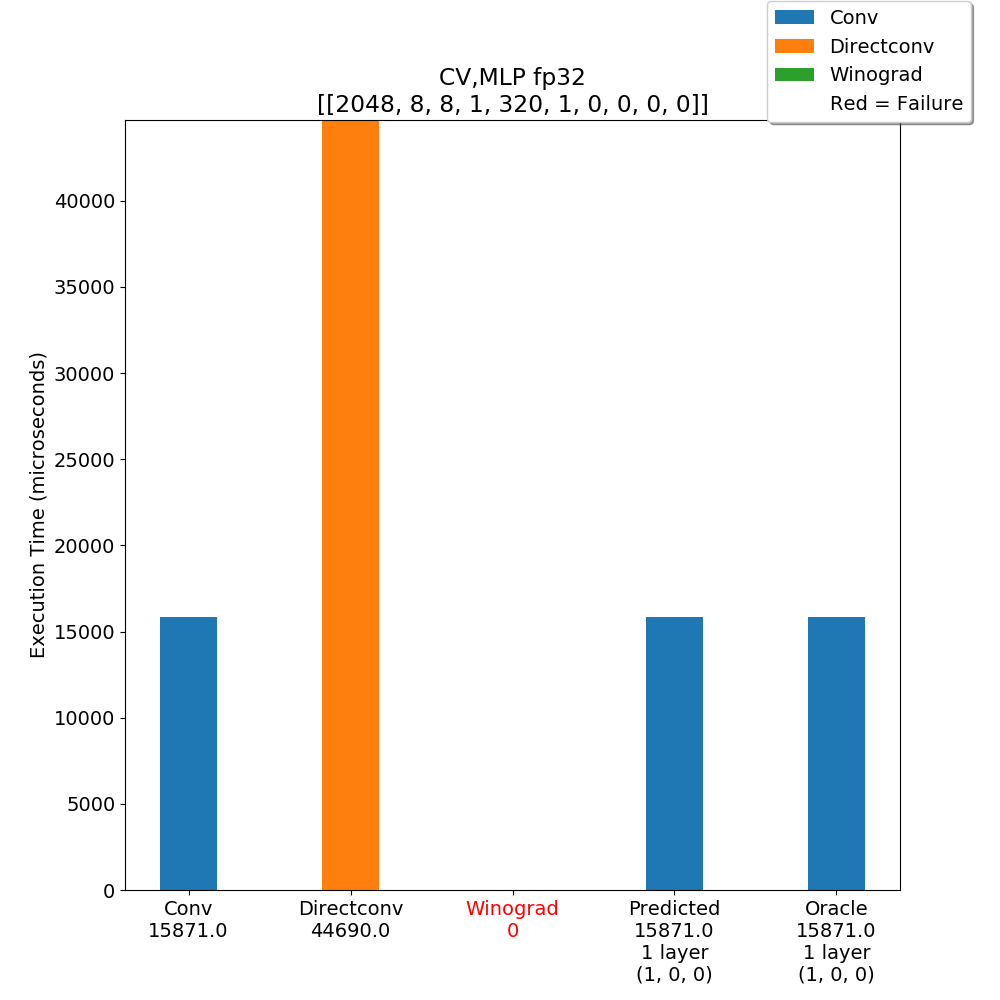 Conv
Directconv
Winograd
Red = Failure
CV,MLP fp32
[[2048, 8, 8, 1, 320, 1, 0, 0, 0, 0]]
Execution Time (microseconds)
40000
35000
30000
25000
20000
15000
10000
5000
0
Conv
15871.0
Directconv
44690.0
Winograd
0
Predicted
15871.0
1 layer
(1, 0, 0)
Oracle
15871.0
1 layer
(1, 0, 0)